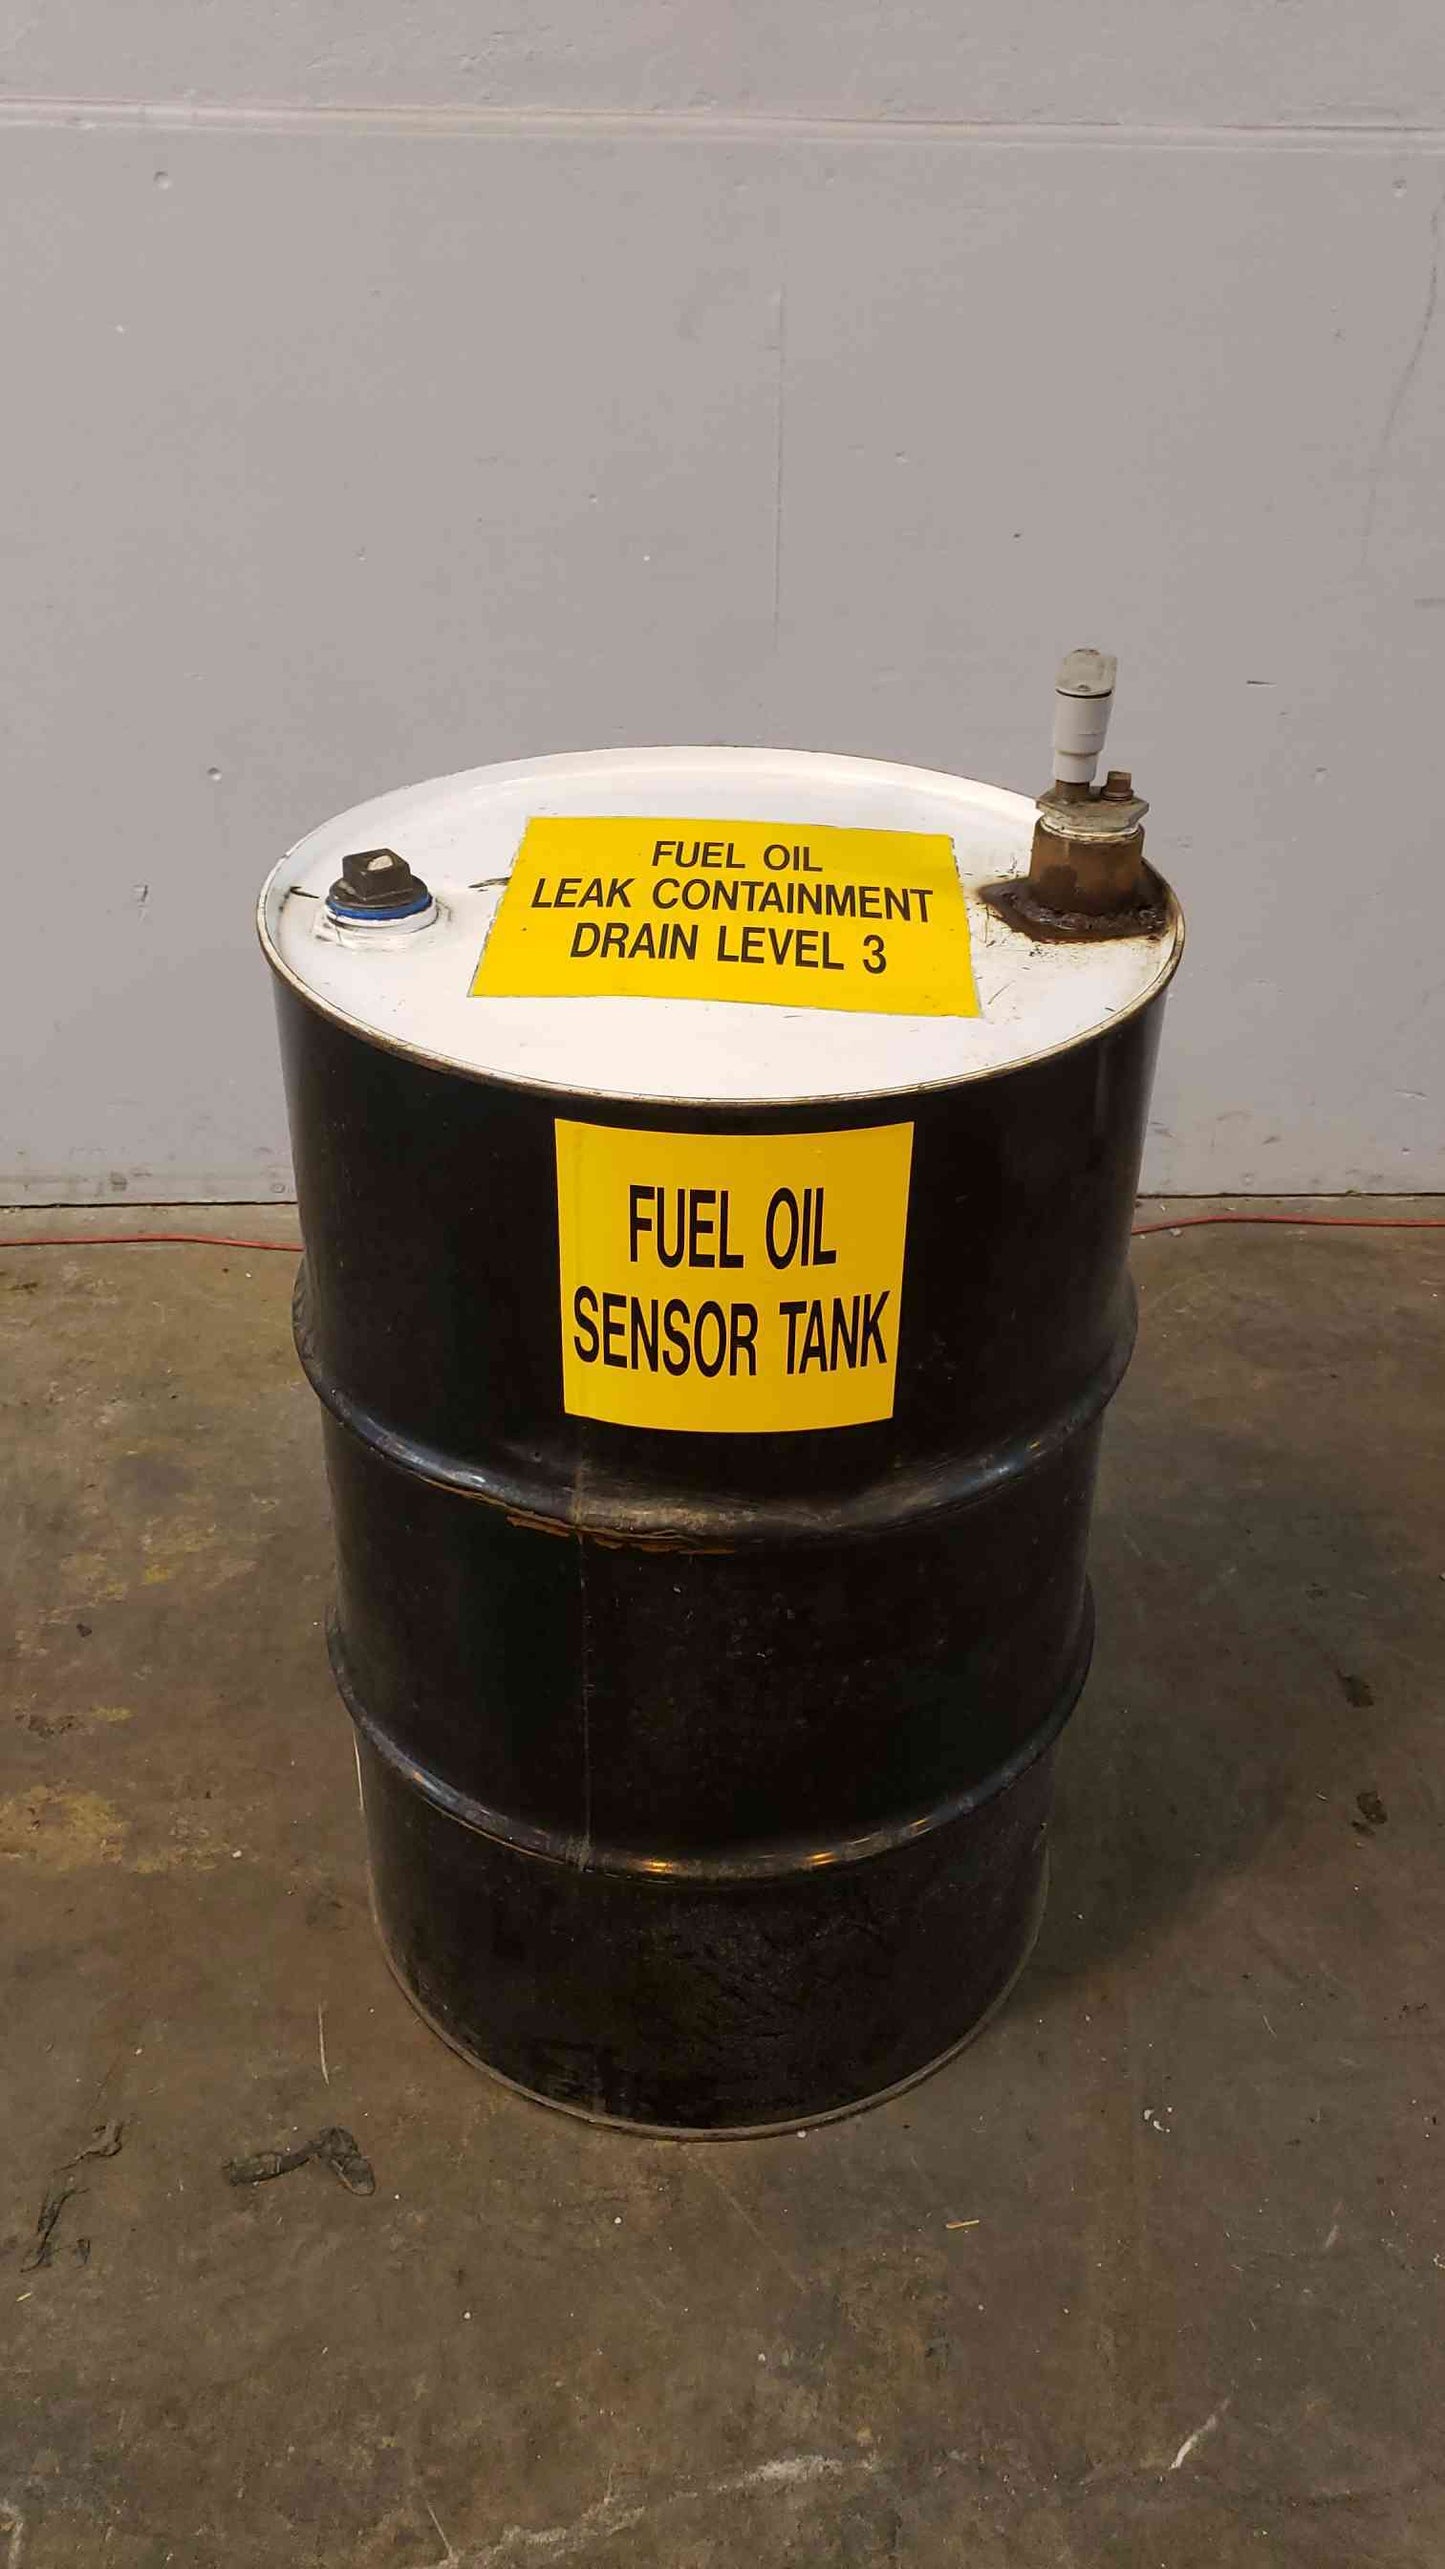 FUEL OIL
LEAK CONTAINMENT
DRAIN LEVEL 3
FUEL OIL
SENSOR TANK